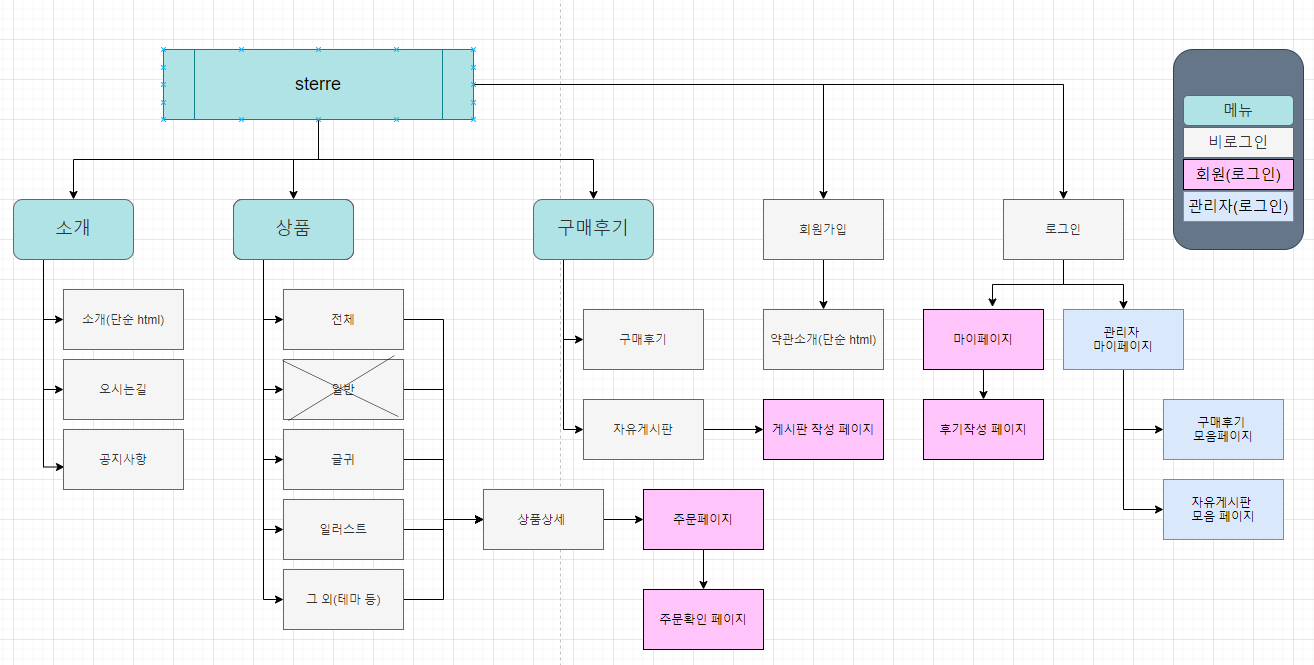 sterre
메뉴
비로그인
회원(로그인)
관리자(로그인)
소개
상품
구매후기
회원가입
로그인
소개(단순 html)
오시는길
공지사항
전체
일반
글귀
일러스트
그 외(테마 등)
상품상세
주문페이지
주문확인 페이지
구매후기
자유게시판
게시판 작성 페이지
약관소개(단순 html)
마이페이지
후기작성 페이지
관리자
마이페이지
구매후기
모음페이지
자유게시판
모음 페이지